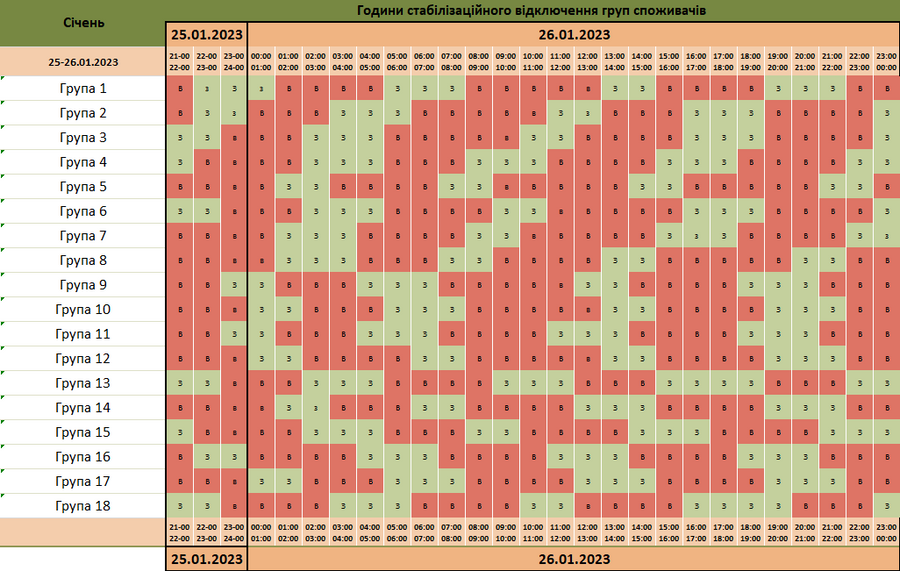 Січень
Години стабілізаційного відключення груп споживачів
25.01.2023 26.01.2023
25-26.01.2023
21-00 22-00 23-00 00:00 01:00 02:00 03:00 04:00 05:00 06:00 07:00 08:00 09:00 10:00 11:00 12:00 13:00 14:00 15:00 16:00 17:00 18:00 19:00 20:00 21:00 22:00 23:00
22-00 23-00 24-00 01:00 02:00 03:00 04:00 05:00 06:00 07:00 08:00 09:00 10:00 11:00 12:00 13:00 14:00 15:00 16:00 17:00 18:00 19:00 20:00 21:00 22:00 23:00 00:00
Група 1 В З З З В В В В З З З В В В В В З З В В В В З З З В В
Група 2 В З З В В В З З З В В В В В З З В В В З З З В В В В З
Група 3 З З В В В З З З В В В В В З З В В В В З З З В В В З З
Група 4 З В В В В З З З В В В З З З В В В В З З З В В В В З З
Група 5 В В В В З З В В В В З З В В В В В З З В В В В В З З В
Група 6 З З В В В З З З В В В В З З В В В В В З З З В В В В З
Група 7 В В В В З З З В В В В З З В В В В В З З З В В В В З З
Група 8 В В В В З З З З В В З З В В В В З З В В В В В З З В В
Група 9 В В З З З В В В З З З В В В В З З В В В В З З З В В В
Група 10 В В В З З В В В З З З В В В В В З З В В В В З З В В В
Група 11 В В З З В В В З З З В В В В З З З В В В В З З З В В В
Група 12 В В В З З В В В В З З В В В В В З З В В В В З З В В В
Група 13 З З В В В З З З В В В В З З З В В В З З З З В В В З З
Група 14 В В В В З З В В В З З В В В В З З З В В В В З З З В В
Група 15 З В В В В З З З В В В З З В В В В З З З В В В В З З З
Група 16 В З З В В В В З З З В В В В В З З З В В В З З З В В В
Група 17 В В В З З В В В З З З В В В В З З З З З В В З З З В В
Група 18 З З В В В В З З З В В В В З З В В В В З З З З В В В З
21-00 22-00 23-00 00:00 01:00 02:00 03:00 04:00 05:00 06:00 07:00 08:00 09:00 10:00 11:00 12:00 13:00 14:00 15:00 16:00 17:00 18:00 19:00 20:00 21:00 22:00 23:00
22-00 23-00 24-00 01:00 02:00 03:00 04:00 05:00 06:00 07:00 08:00 09:00 10:00 11:00 12:00 13:00 14:00 15:00 16:00 17:00 18:00 19:00 20:00 21:00 22:00 23:00 00:00
25.01.2023 26.01.2023